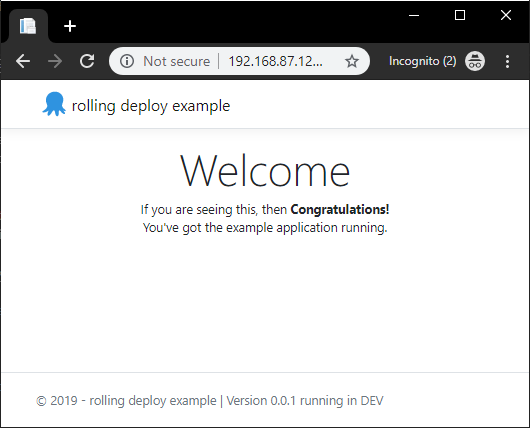 Not secure | 192.168.87.12...
Incognito (2)
rolling deploy example
Welcome
If you are seeing this, then Congratulations!
You've got the example application running.
© 2019 - rolling deploy example | Version 0.0.1 running in DEV